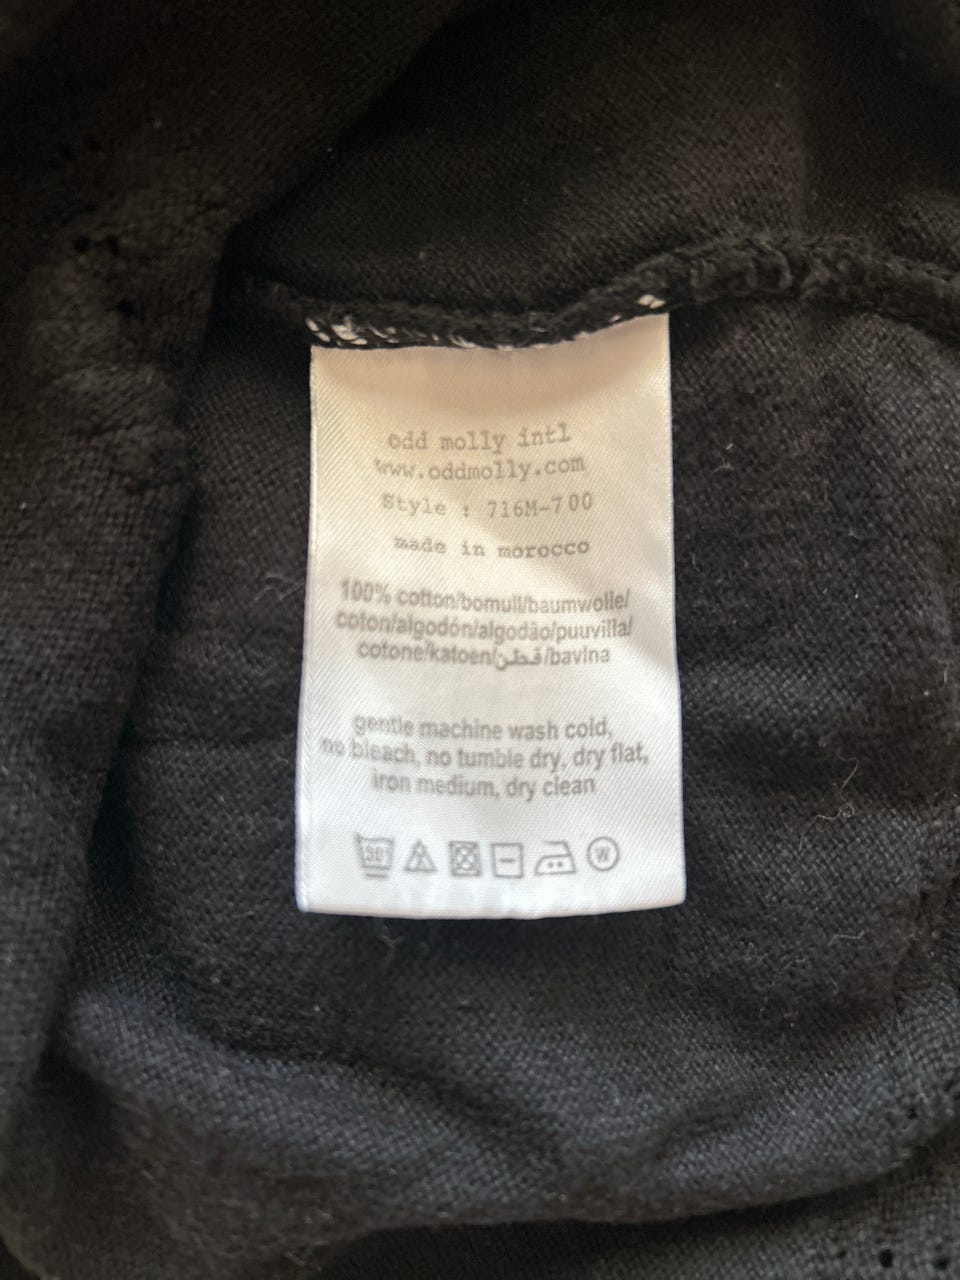 odd molly intl
www.oddmolly.com
Style : 716M-700
made in morocco
100% cotton/bomull/baumwolle/
coton/algodón/algodão/puuvilla/
cotone/katoen/قطن/bavlna
gentle machine wash cold,
no bleach, no tumble dry, dry flat,
iron medium, dry clean
30° W